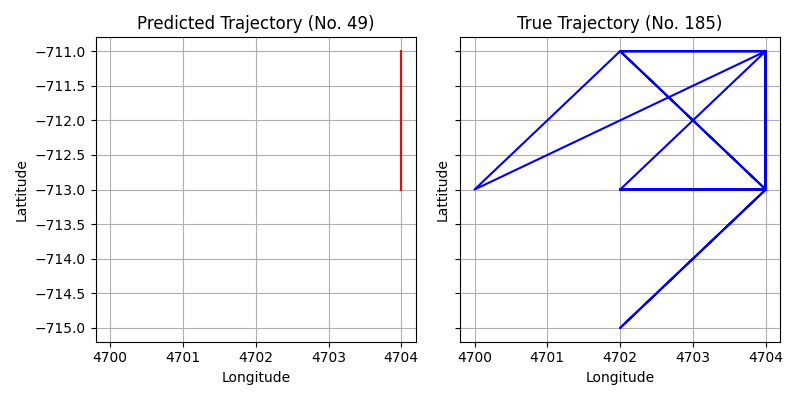 Predicted Trajectory (No. 49)
True Trajectory (No. 185)
−711.0
−711.5
−712.0
−712.5
−713.0
−713.5
−714.0
−714.5
−715.0
Lattitude
Lattitude
4700 4701 4702 4703 4704
4700 4701 4702 4703 4704
Longitude
Longitude